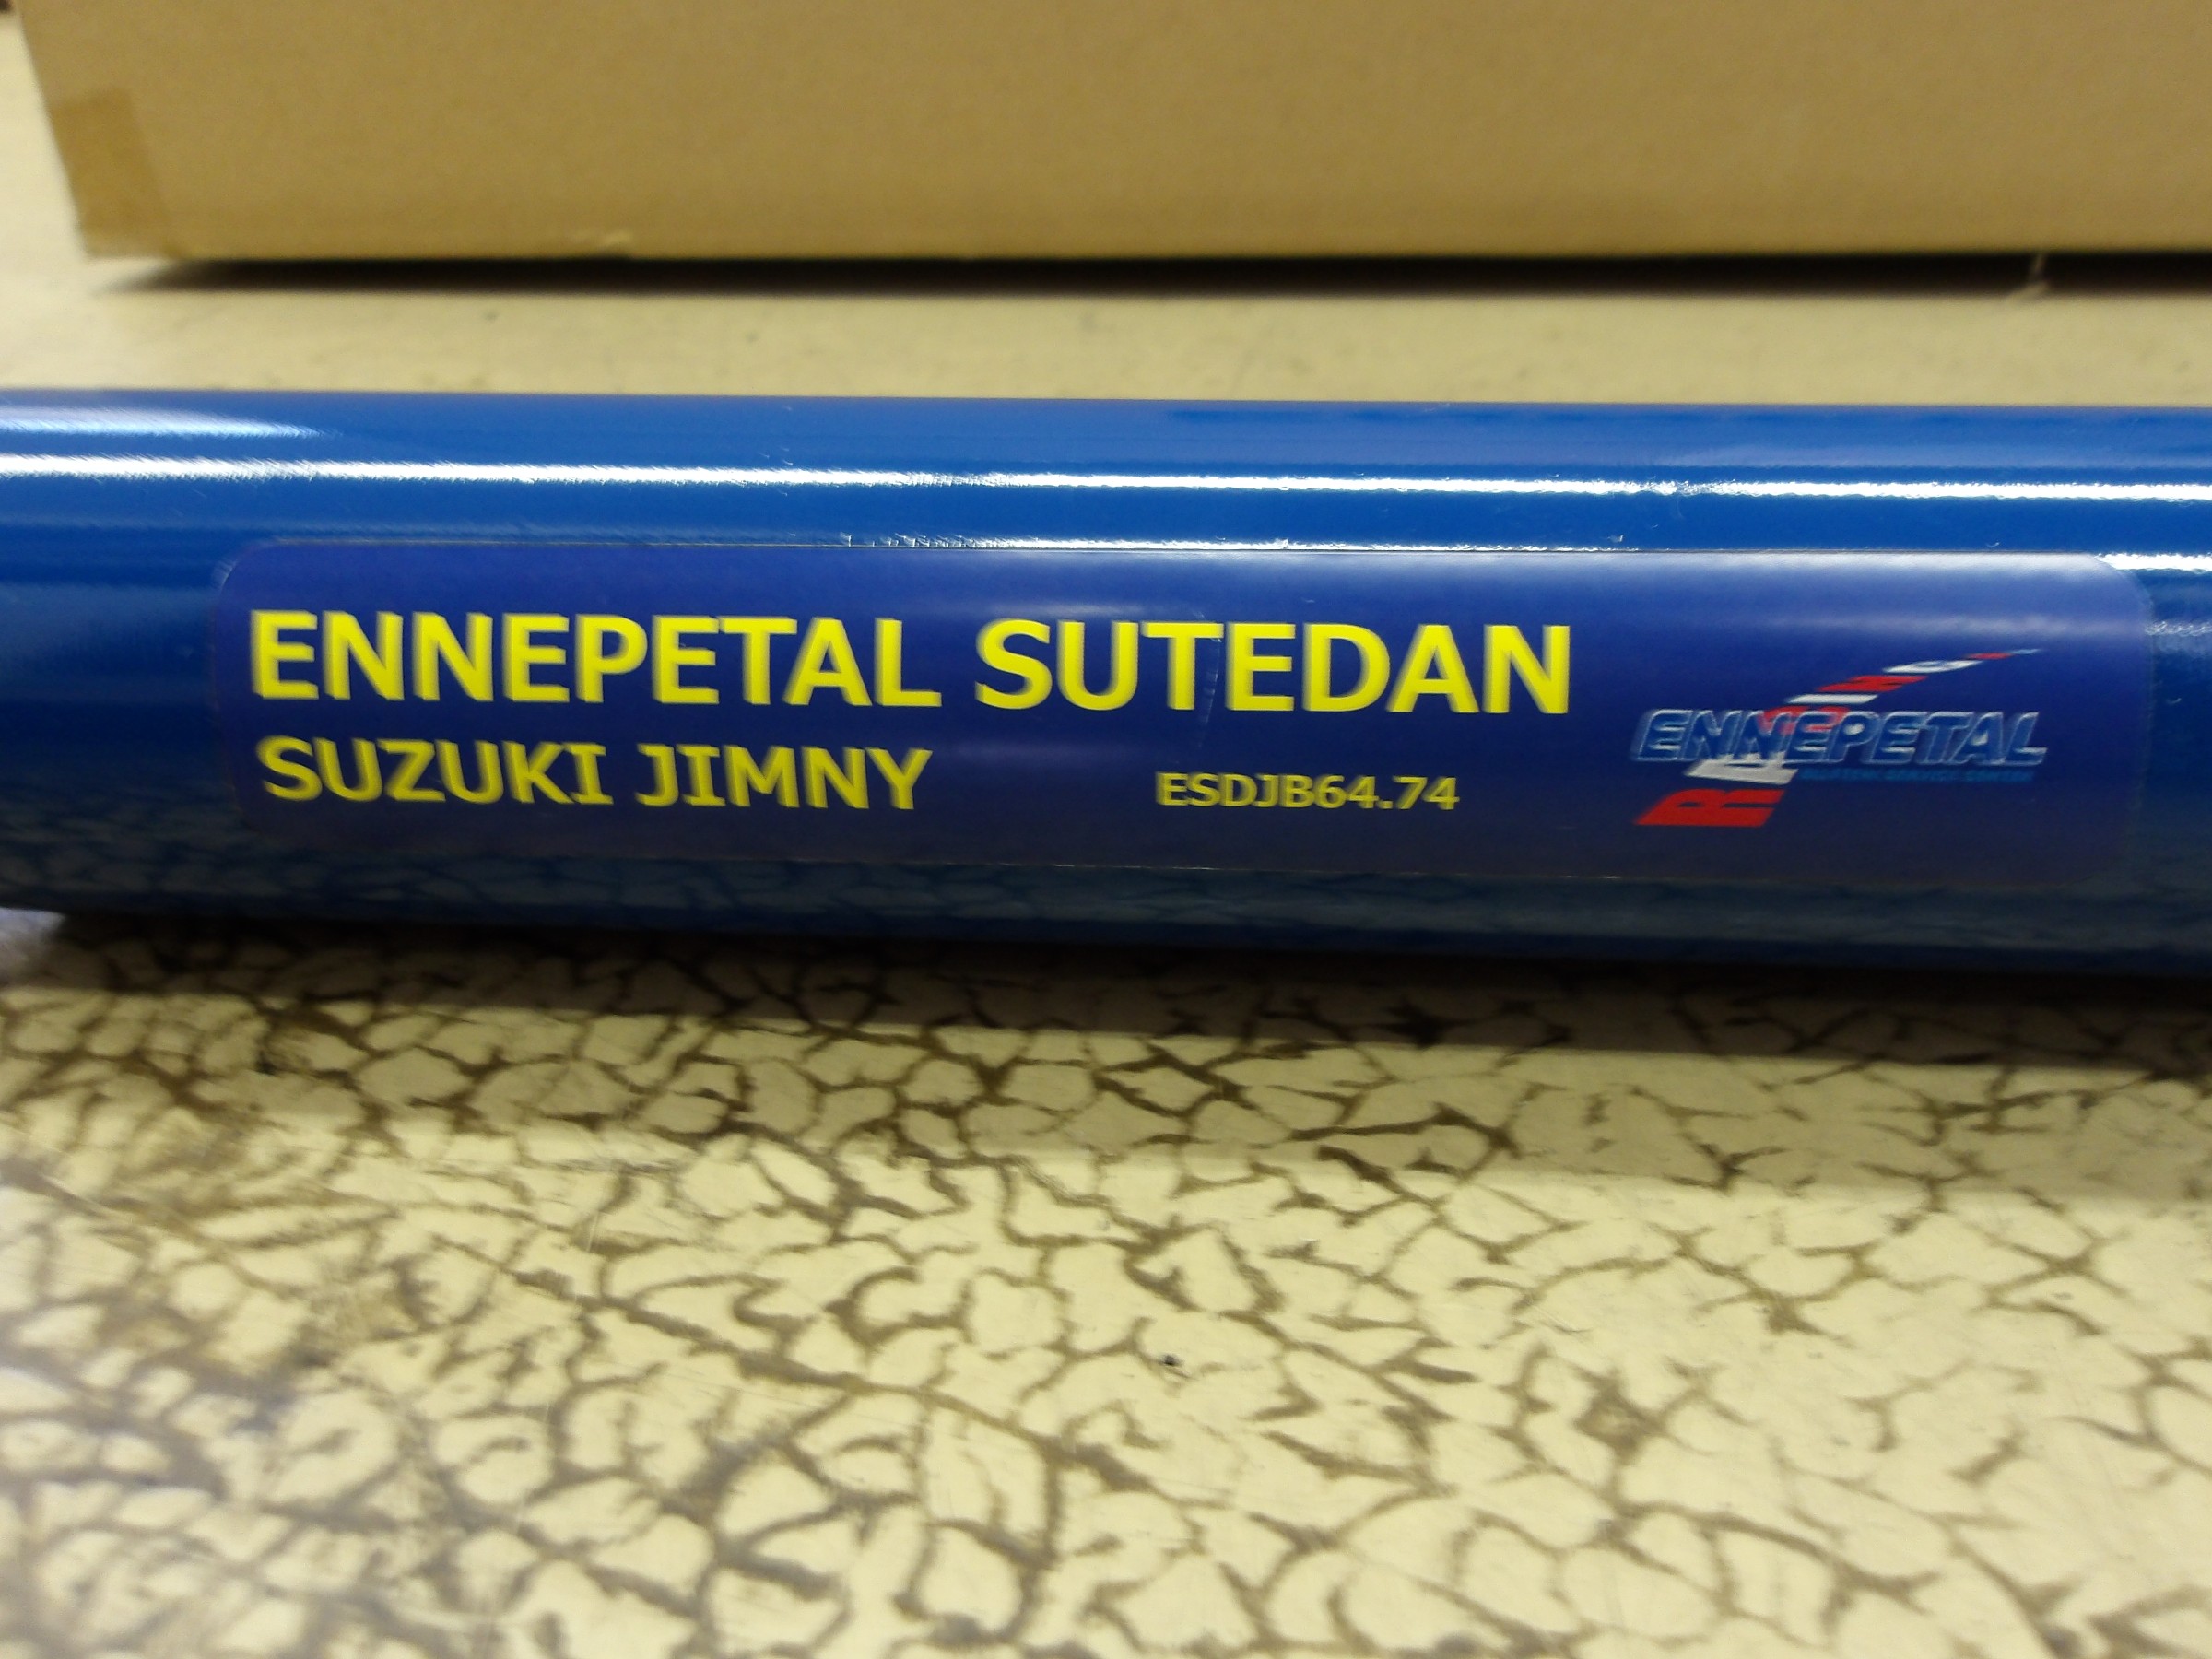 ENNEPETAL SUTEDAN
SUZUKI JIMNY ESDJB64.74
ENNEPETAL